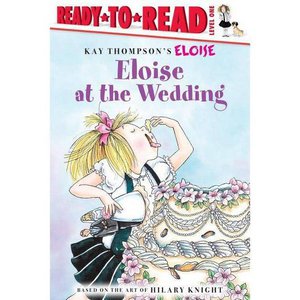 READY★TO★READ
LEVEL ONE
KAY THOMPSON'S ELOISE
Eloise
at the Wedding
BASED ON THE ART OF HILARY KNIGHT